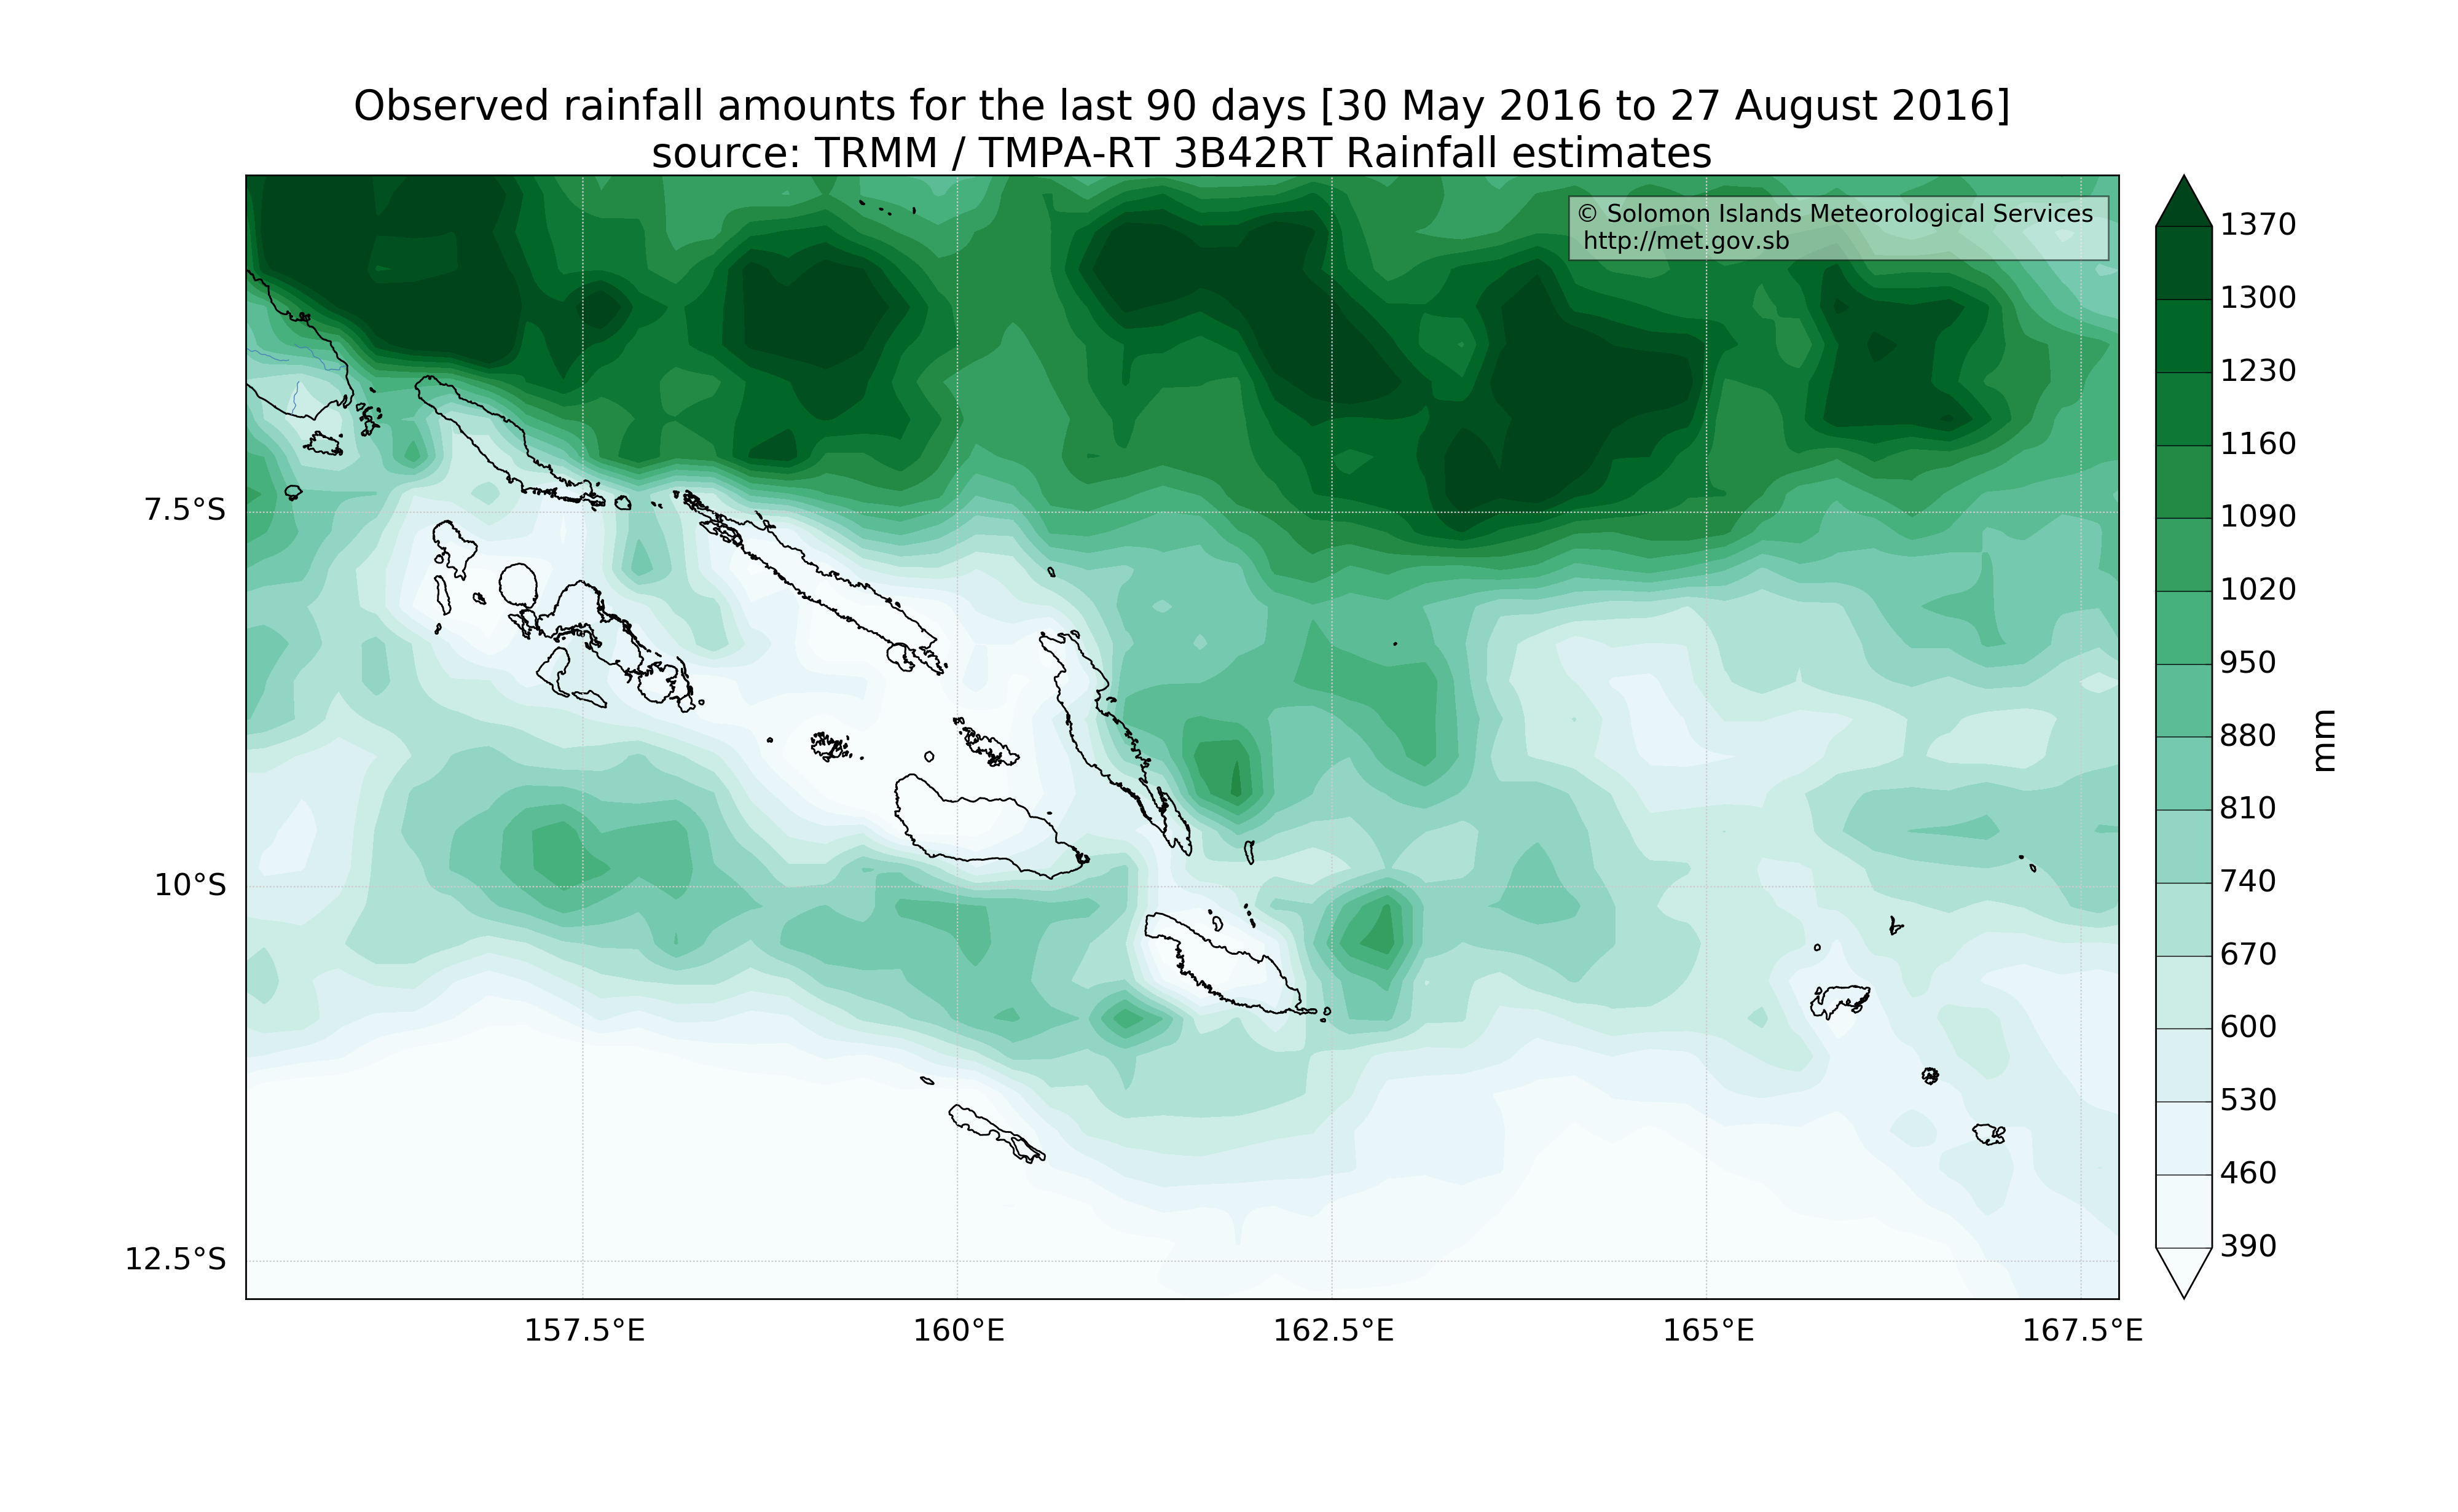 Observed rainfall amounts for the last 90 days [30 May 2016 to 27 August 2016]
source: TRMM / TMPA-RT 3B42RT Rainfall estimates
© Solomon Islands Meteorological Services
http://met.gov.sb
7.5°S
10°S
12.5°S
157.5°E
160°E
162.5°E
165°E
167.5°E
1370
1300
1230
1160
1090
1020
950
880
810
740
670
600
530
460
390
mm